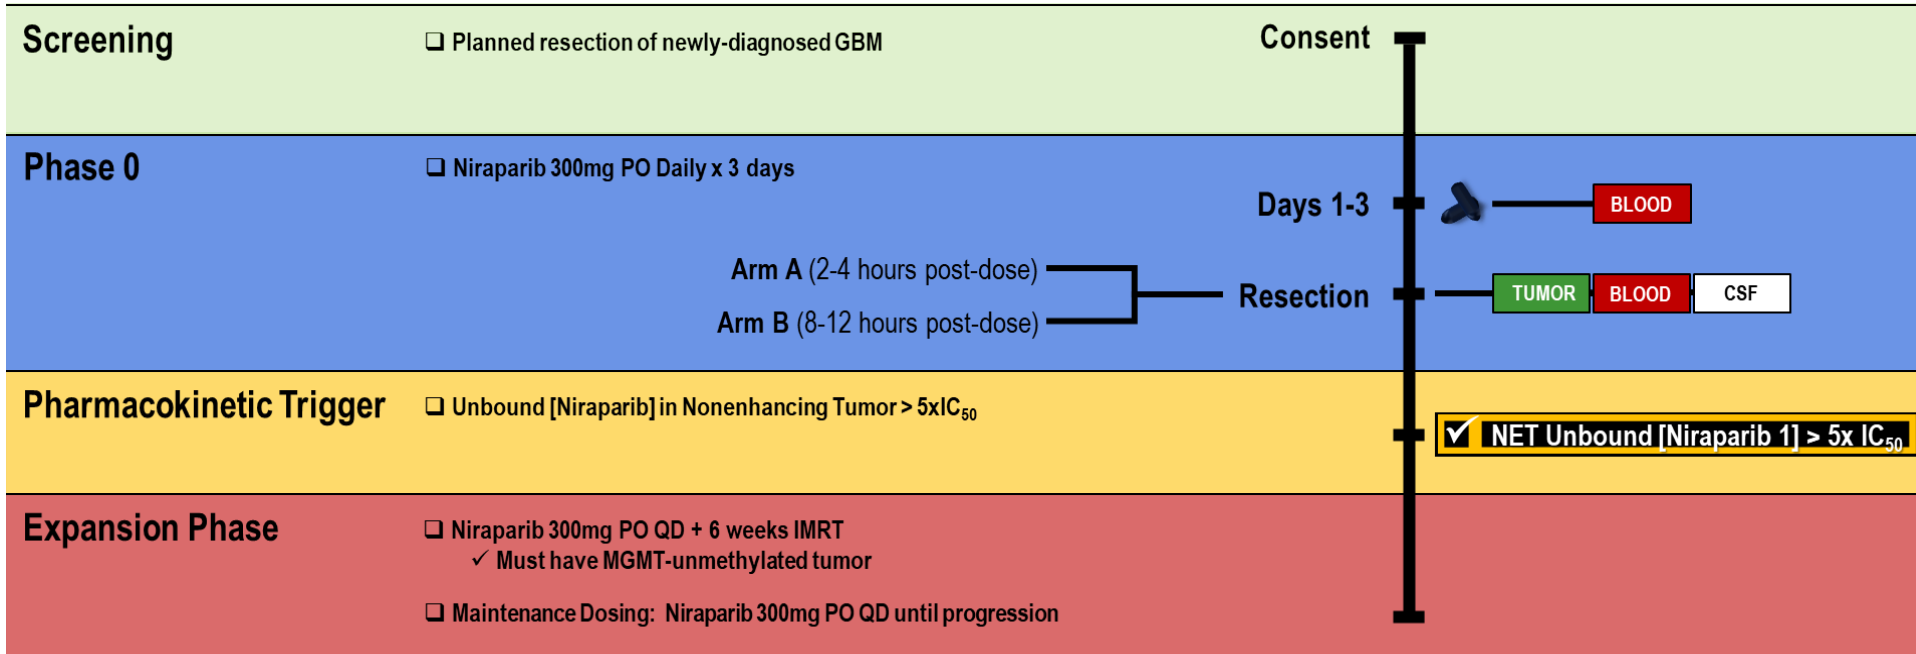 Screening
❑ Planned resection of newly-diagnosed GBM
Consent
Phase 0
❑ Niraparib 300mg PO Daily x 3 days
Days 1-3
BLOOD
Arm A (2-4 hours post-dose)
Arm B (8-12 hours post-dose)
Resection
TUMOR BLOOD CSF
Pharmacokinetic Trigger
❑ Unbound [Niraparib] in Nonenhancing Tumor > 5xIC50
✓ NET Unbound [Niraparib 1] > 5x IC50
Expansion Phase
❑ Niraparib 300mg PO QD + 6 weeks IMRT
✓ Must have MGMT-unmethylated tumor
❑ Maintenance Dosing: Niraparib 300mg PO QD until progression